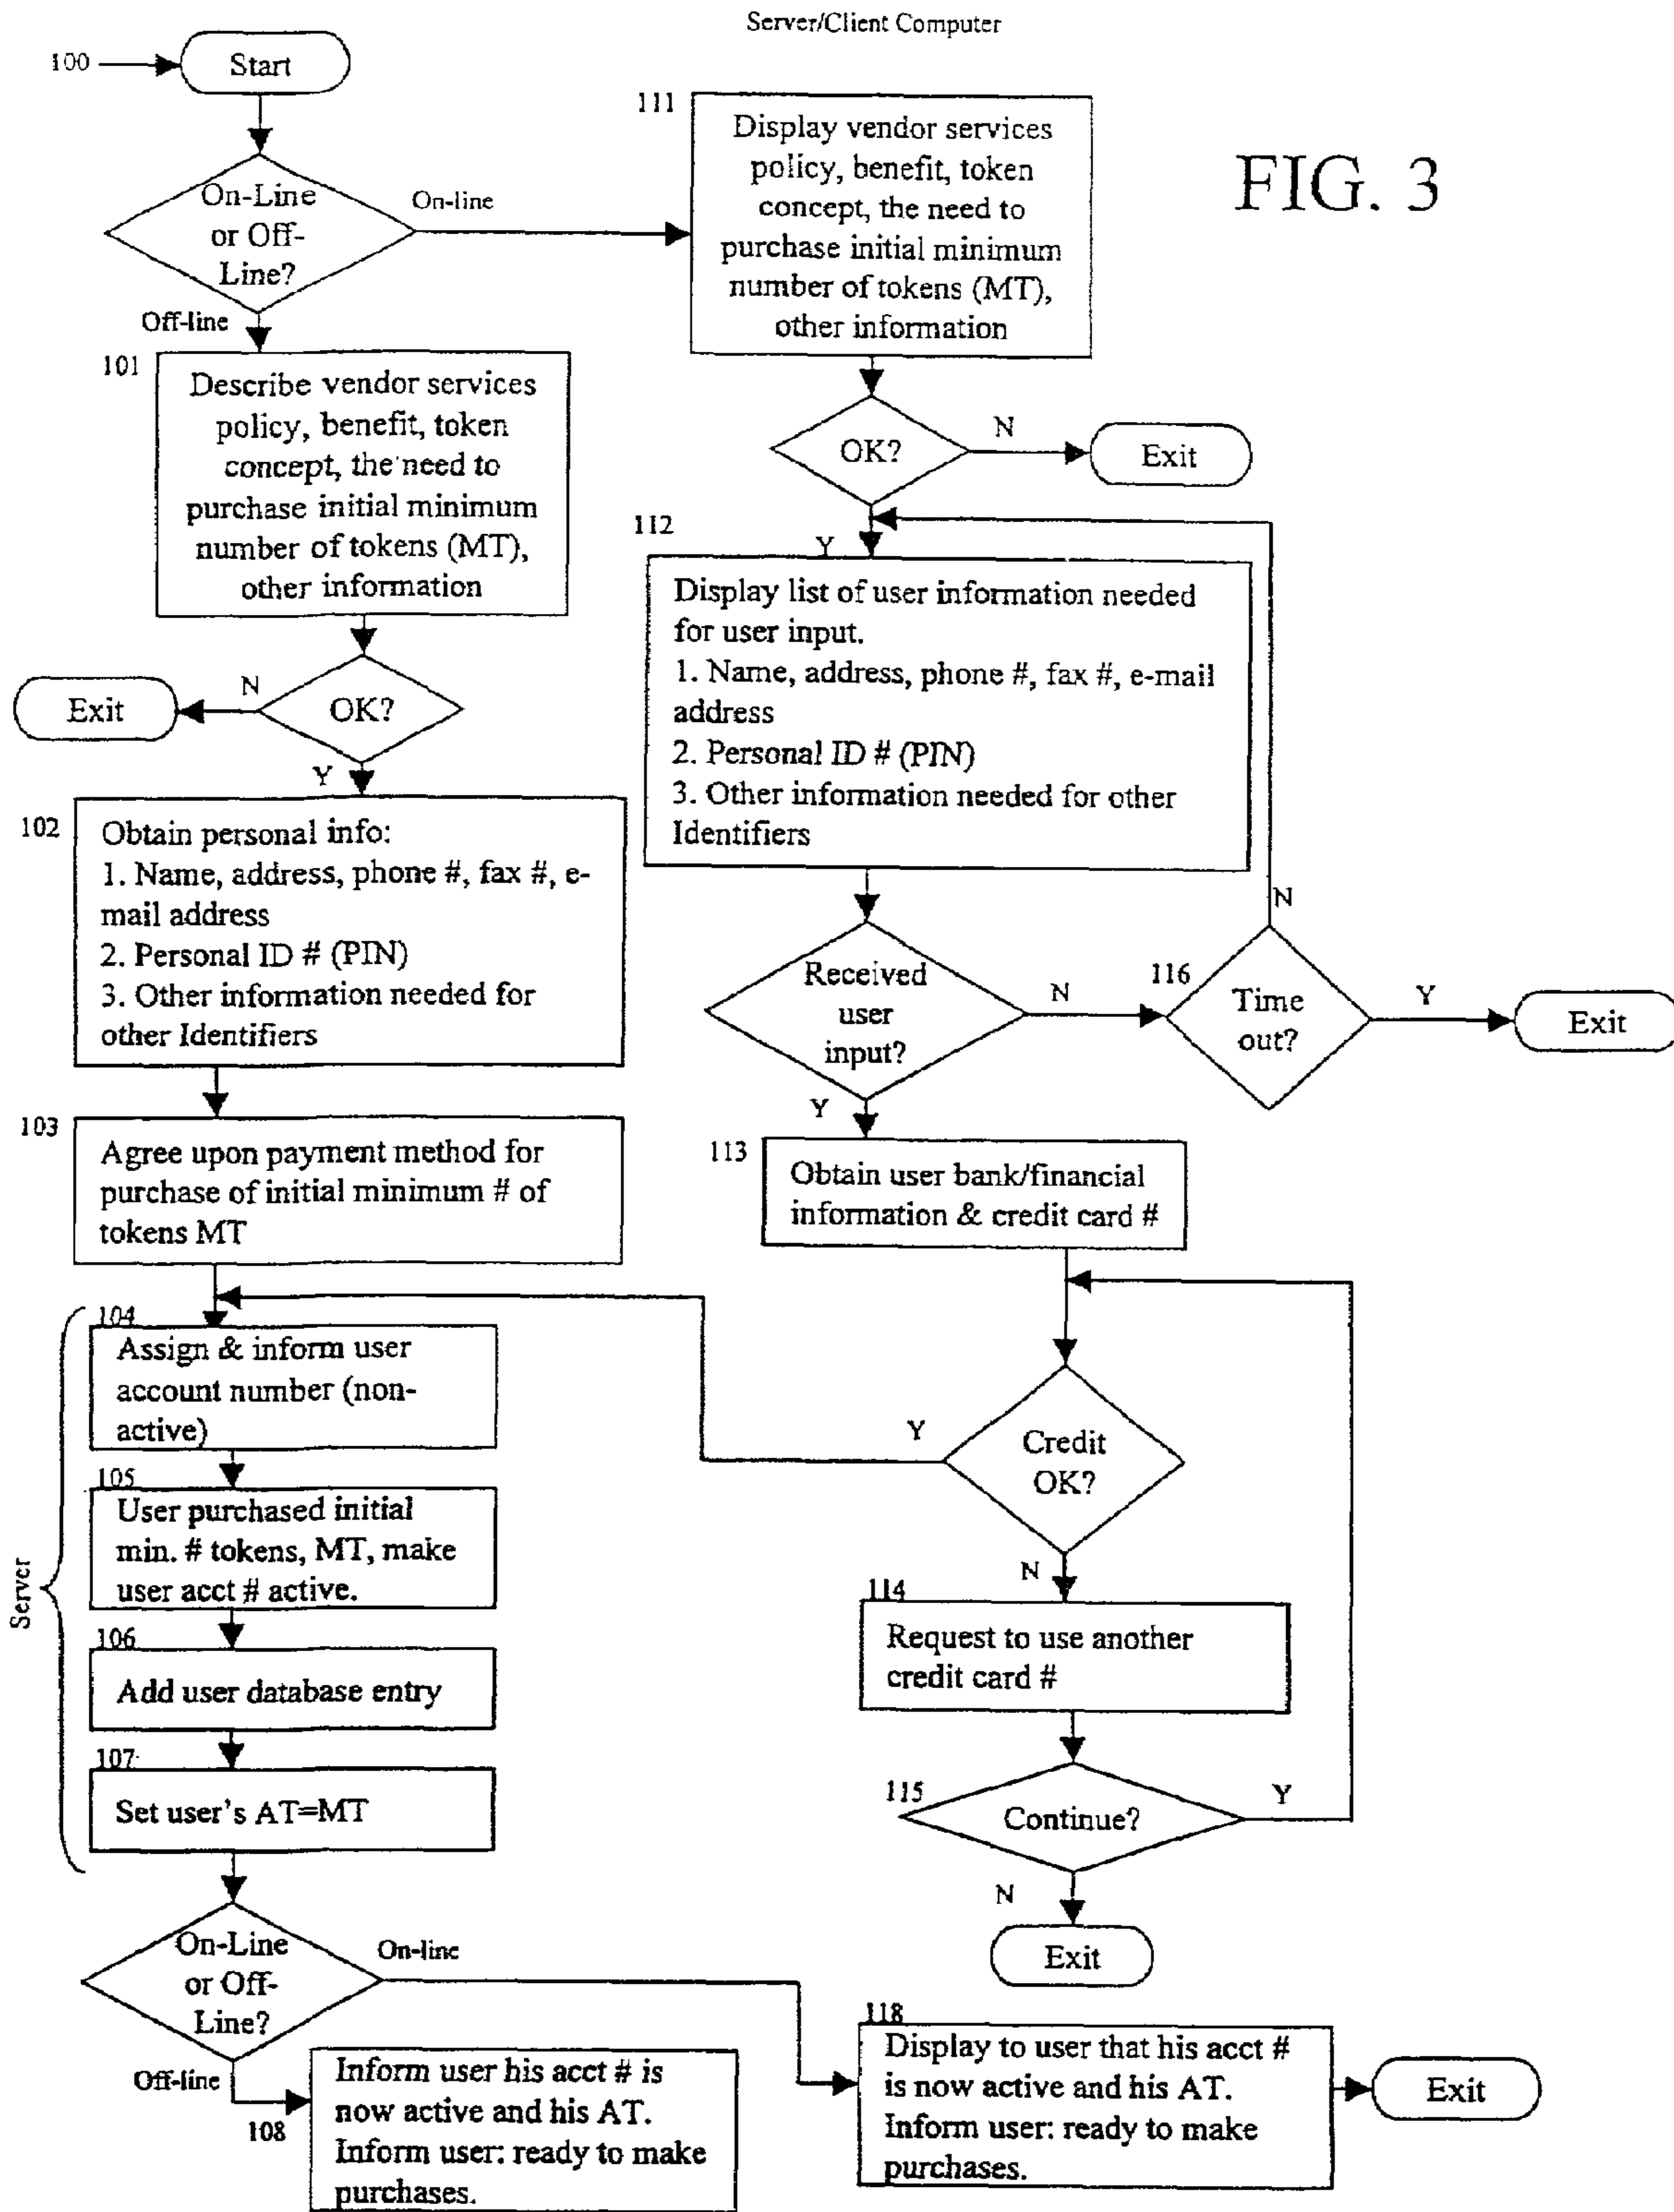 Server/Client Computer
FIG. 3
100
Start
On-Line
or Off-
Line?
On-line
Off-line
101
Describe vendor services
policy, benefit, token
concept, the need to
purchase initial minimum
number of tokens (MT),
other information
OK?
N
Exit
Y
102
Obtain personal info:
1. Name, address, phone #, fax #, e-
mail address
2. Personal ID # (PIN)
3. Other information needed for
other Identifiers
103
Agree upon payment method for
purchase of initial minimum # of
tokens MT
Server
104
Assign & inform user
account number (non-
active)
105
User purchased initial
min. # tokens, MT, make
user acct # active.
106
Add user database entry
107
Set user's AT=MT
On-Line
or Off-
Line?
On-line
Off-line
108
Inform user his acct # is
now active and his AT.
Inform user: ready to make
purchases.
111
Display vendor services
policy, benefit, token
concept, the need to
purchase initial minimum
number of tokens (MT),
other information
OK?
N
Exit
Y
112
Display list of user information needed
for user input.
1. Name, address, phone #, fax #, e-mail
address
2. Personal ID # (PIN)
3. Other information needed for other
Identifiers
Received
user
input?
N
116
Time
out?
N
Y
Exit
Y
113
Obtain user bank/financial
information & credit card #
Credit
OK?
Y
N
114
Request to use another
credit card #
115
Continue?
Y
N
Exit
118
Display to user that his acct #
is now active and his AT.
Inform user: ready to make
purchases.
Exit